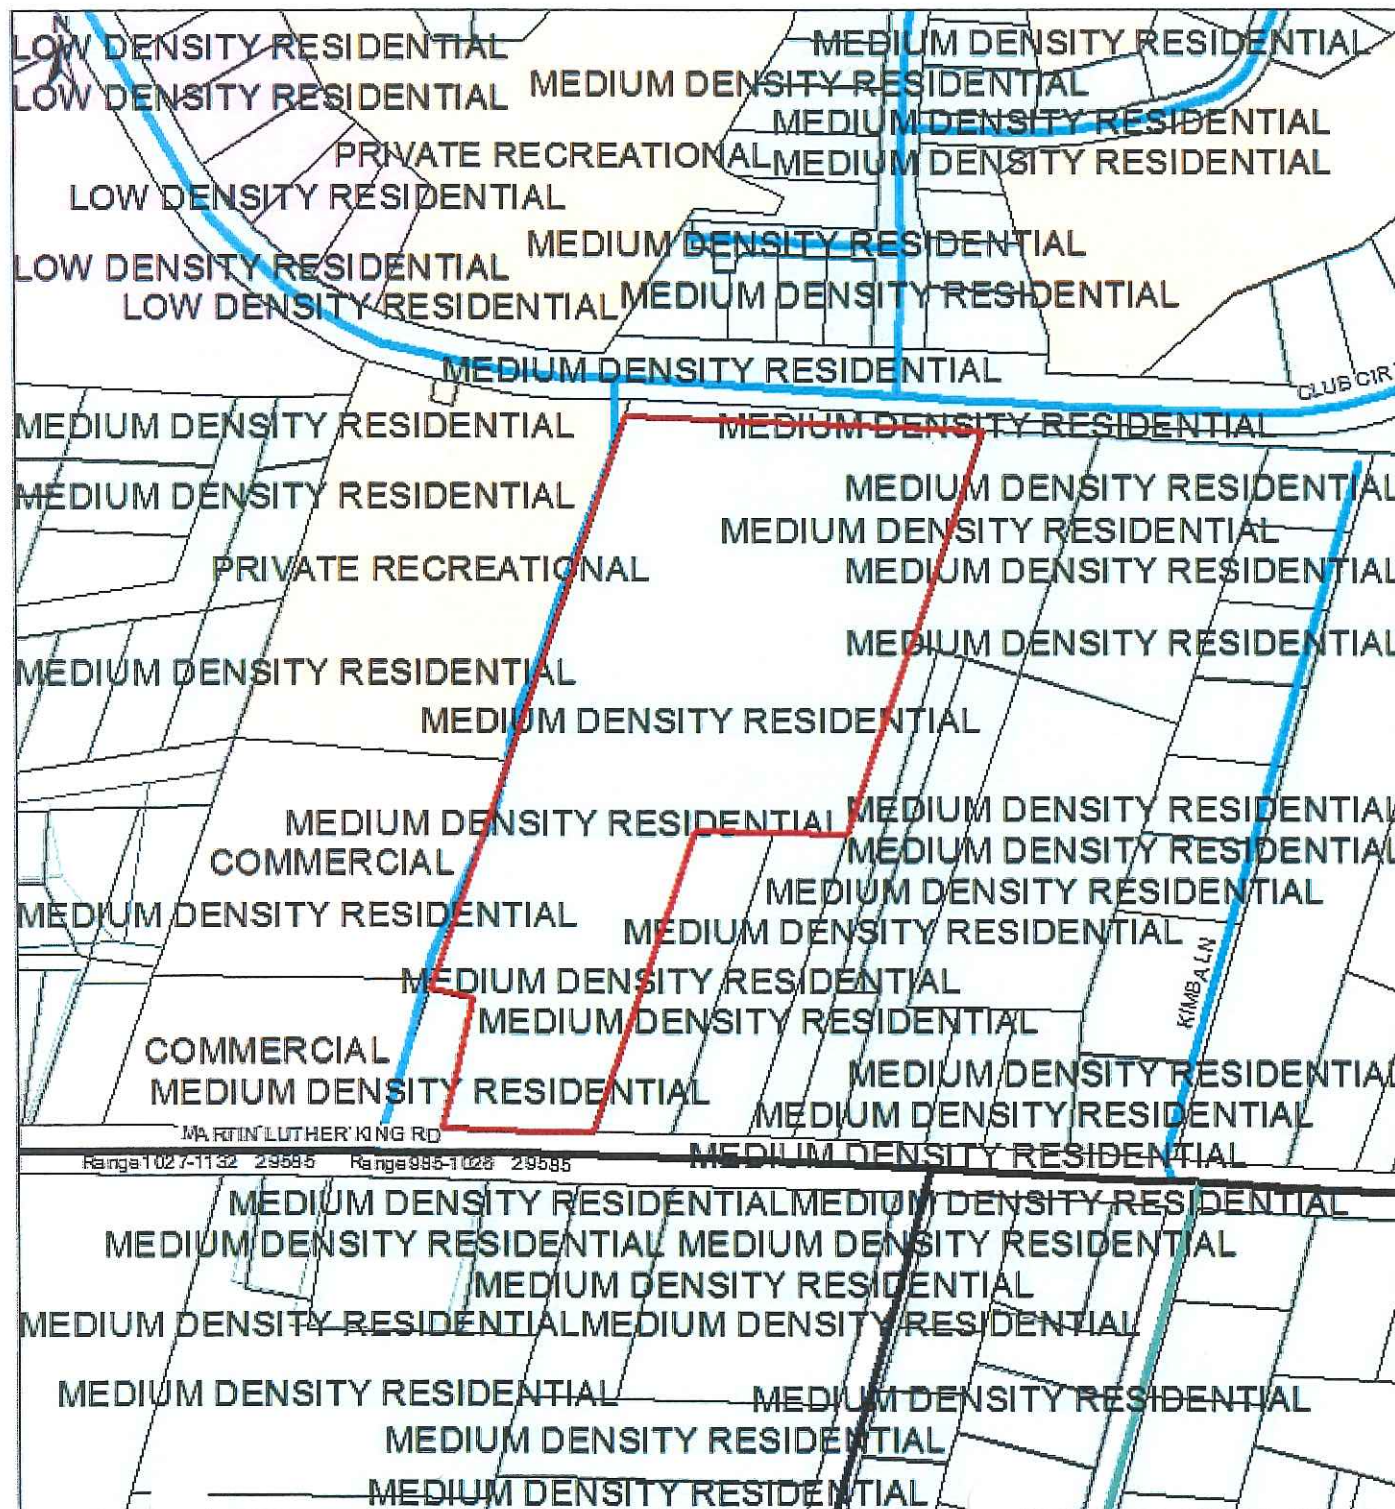 N
LOW DENSITY RESIDENTIAL
MEDIUM DENSITY RESIDENTIAL
MEDIUM DENSITY RESIDENTIAL
LOW DENSITY RESIDENTIAL
MEDIUM DENSITY RESIDENTIAL
PRIVATE RECREATIONAL
MEDIUM DENSITY RESIDENTIAL
LOW DENSITY RESIDENTIAL
MEDIUM DENSITY RESIDENTIAL
LOW DENSITY RESIDENTIAL
MEDIUM DENSITY RESIDENTIAL
LOW DENSITY RESIDENTIAL
MEDIUM DENSITY RESIDENTIAL
CLUB CIR
MEDIUM DENSITY RESIDENTIAL
MEDIUM DENSITY RESIDENTIAL
MEDIUM DENSITY RESIDENTIAL
MEDIUM DENSITY RESIDENTIAL
MEDIUM DENSITY RESIDENTIAL
PRIVATE RECREATIONAL
MEDIUM DENSITY RESIDENTIAL
MEDIUM DENSITY RESIDENTIAL
MEDIUM DENSITY RESIDENTIAL
MEDIUM DENSITY RESIDENTIAL
MEDIUM DENSITY RESIDENTIAL
MEDIUM DENSITY RESIDENTIAL
COMMERCIAL
MEDIUM DENSITY RESIDENTIAL
MEDIUM DENSITY RESIDENTIAL
MEDIUM DENSITY RESIDENTIAL
MEDIUM DENSITY RESIDENTIAL
MEDIUM DENSITY RESIDENTIAL
KIMBA LN
MEDIUM DENSITY RESIDENTIAL
COMMERCIAL
MEDIUM DENSITY RESIDENTIAL
MEDIUM DENSITY RESIDENTIAL
MEDIUM DENSITY RESIDENTIAL
MARTIN LUTHER KING RD
MEDIUM DENSITY RESIDENTIAL
Range 1027-1132 29585 Range 985-1026 29585
MEDIUM DENSITY RESIDENTIAL MEDIUM DENSITY RESIDENTIAL
MEDIUM DENSITY RESIDENTIAL MEDIUM DENSITY RESIDENTIAL
MEDIUM DENSITY RESIDENTIAL
MEDIUM DENSITY RESIDENTIAL MEDIUM DENSITY RESIDENTIAL
MEDIUM DENSITY RESIDENTIAL MEDIUM DENSITY RESIDENTIAL
MEDIUM DENSITY RESIDENTIAL
MEDIUM DENSITY RESIDENTIAL